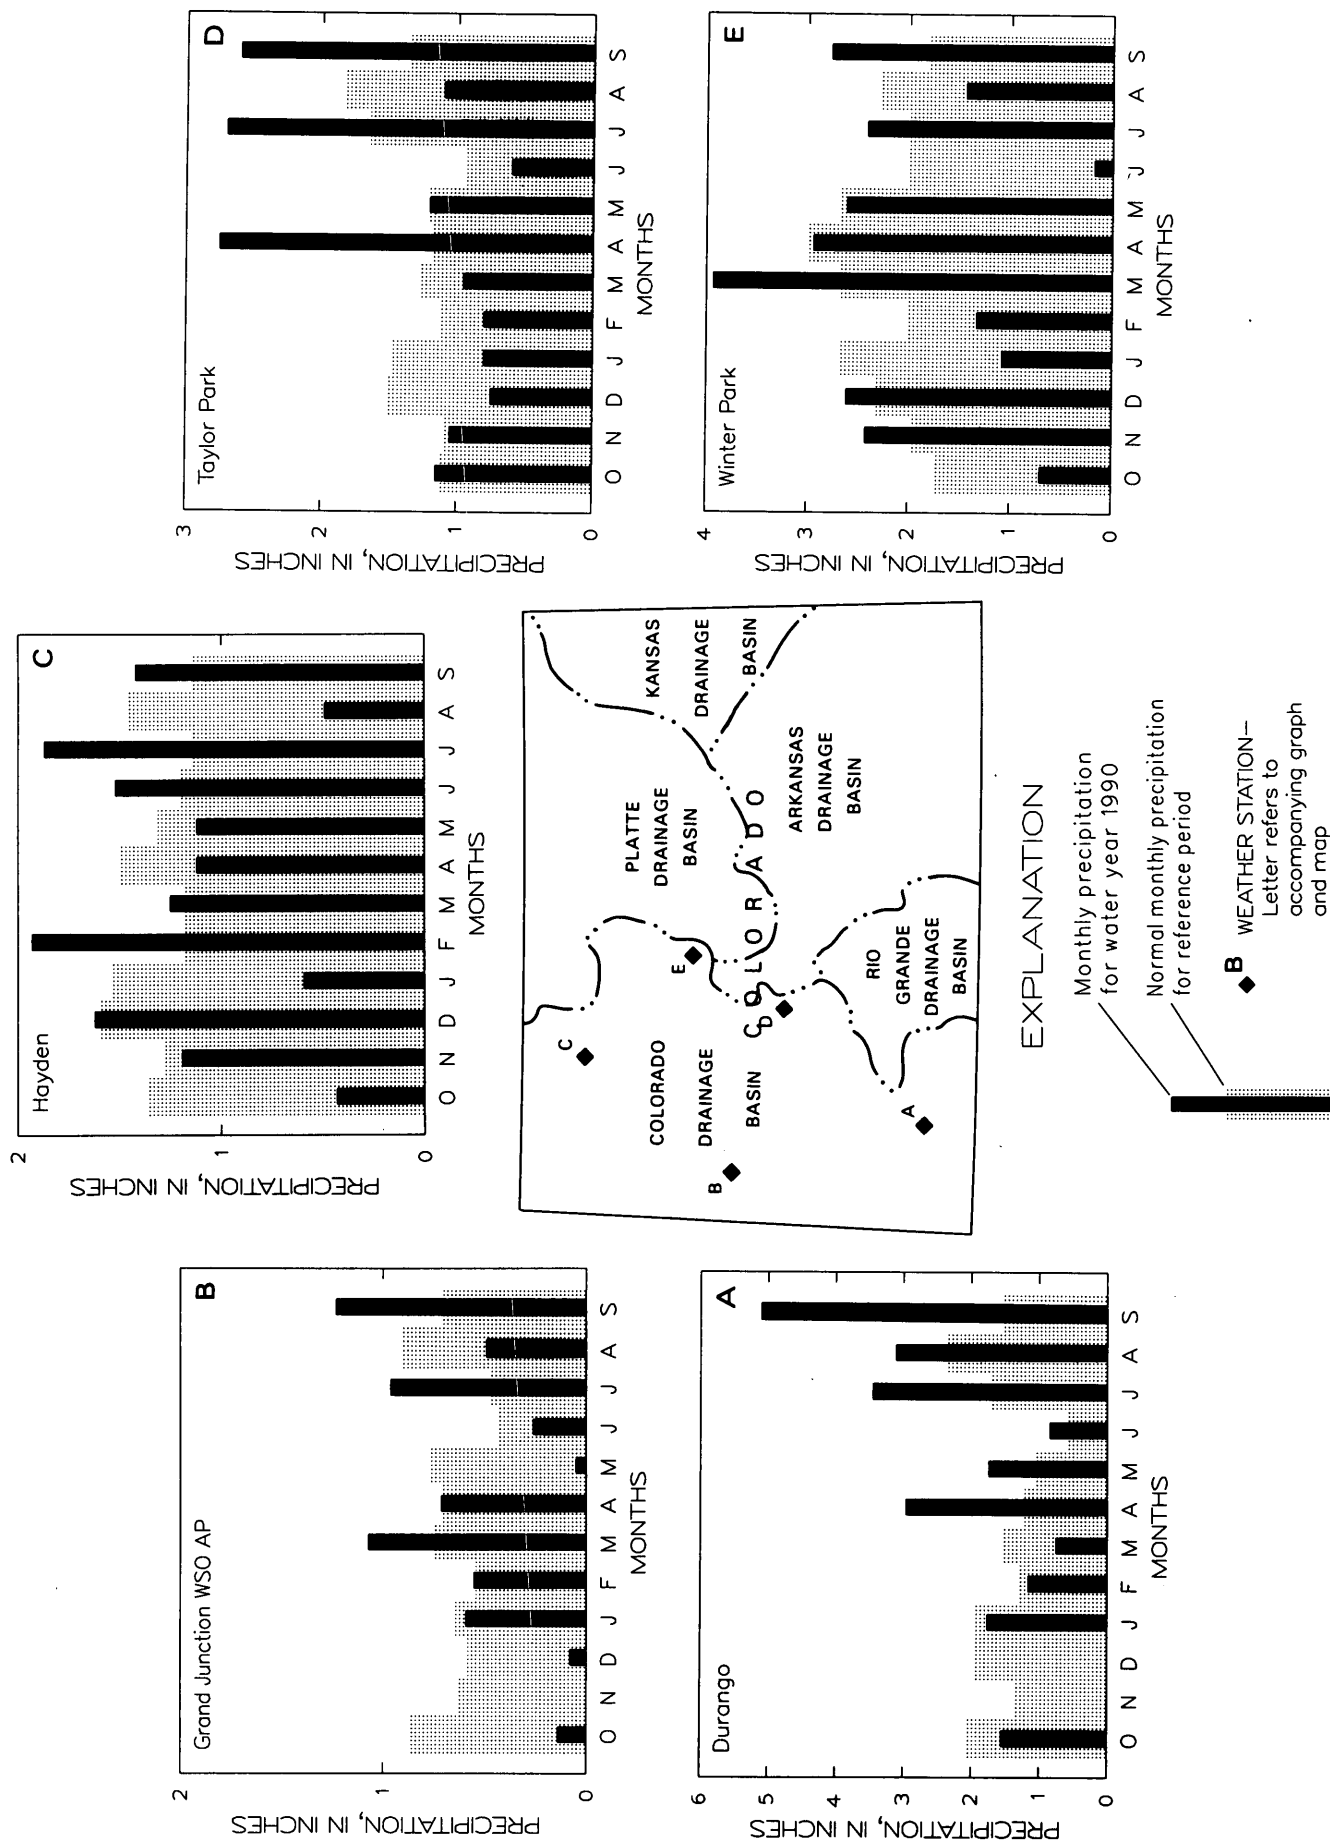 Grand Junction WSO AP
B
PRECIPITATION, IN INCHES
2
1
0
O N D J F M A M J J A S
MONTHS
Hayden
C
PRECIPITATION, IN INCHES
2
1
0
O N D J F M A M J J A S
MONTHS
Taylor Park
D
PRECIPITATION, IN INCHES
3
2
1
0
O N D J F M A M J J A S
MONTHS
Durango
A
PRECIPITATION, IN INCHES
6
5
4
3
2
1
0
O N D J F M A M J J A S
MONTHS
C
B
E
D
A
COLORADO
DRAINAGE
BASIN
PLATTE
DRAINAGE
BASIN
KANSAS
DRAINAGE
BASIN
COLORADO
ARKANSAS
DRAINAGE
BASIN
RIO
GRANDE
DRAINAGE
BASIN
Winter Park
E
PRECIPITATION, IN INCHES
4
3
2
1
0
O N D J F M A M J J A S
MONTHS
EXPLANATION
Monthly precipitation
for water year 1990
Normal monthly precipitation
for reference period
B WEATHER STATION—
Letter refers to
accompanying graph
and map